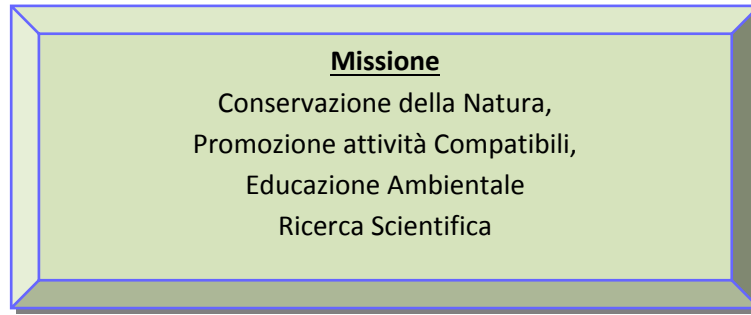 Missione
Conservazione della Natura,
Promozione attività Compatibili,
Educazione Ambientale
Ricerca Scientifica